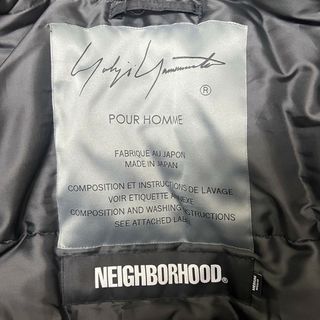 Yohji Yamamoto
®
POUR HOMME
FABRIQUE AU JAPON
MADE IN JAPAN
COMPOSITION ET INSTRUCTIONS DE LAVAGE
VOIR ETIQUETTE ANNEXE
COMPOSITION AND WASHING INSTRUCTIONS
SEE ATTACHED LABEL
NEIGHBORHOOD®